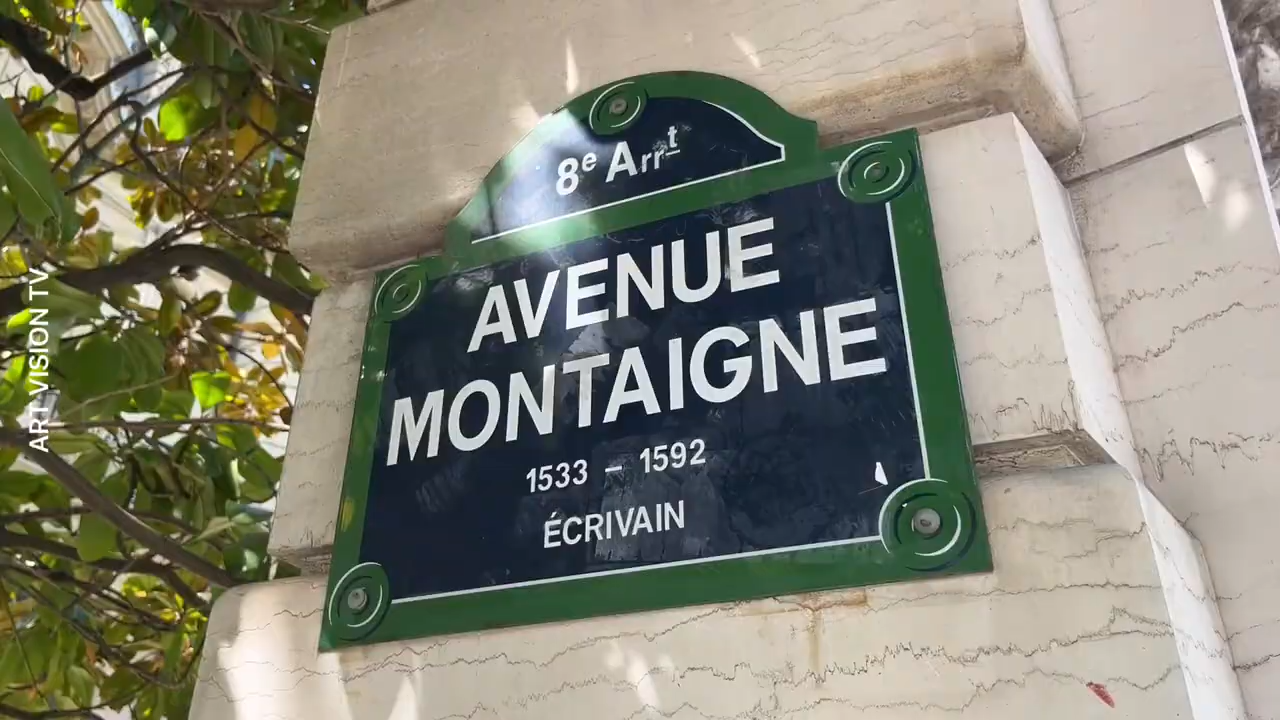 8e Arrt
AVENUE
MONTAIGNE
1533 – 1592
ÉCRIVAIN
ART VISION TV